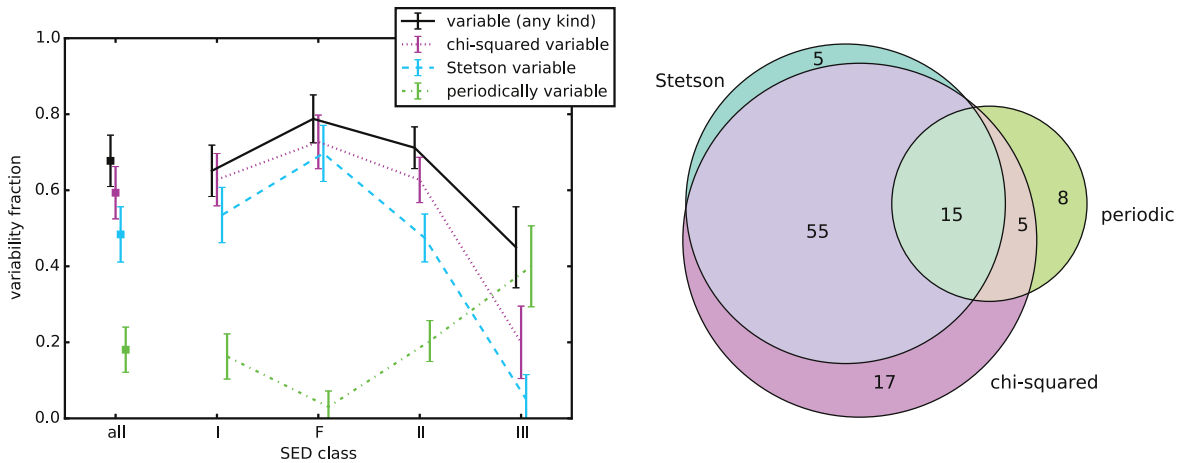 variable (any kind)
chi-squared variable
Stetson variable
periodically variable
1.0
0.8
0.6
0.4
0.2
0.0
variability fraction
all I F II III
SED class
Stetson
5
55
15
5
8
periodic
17
chi-squared